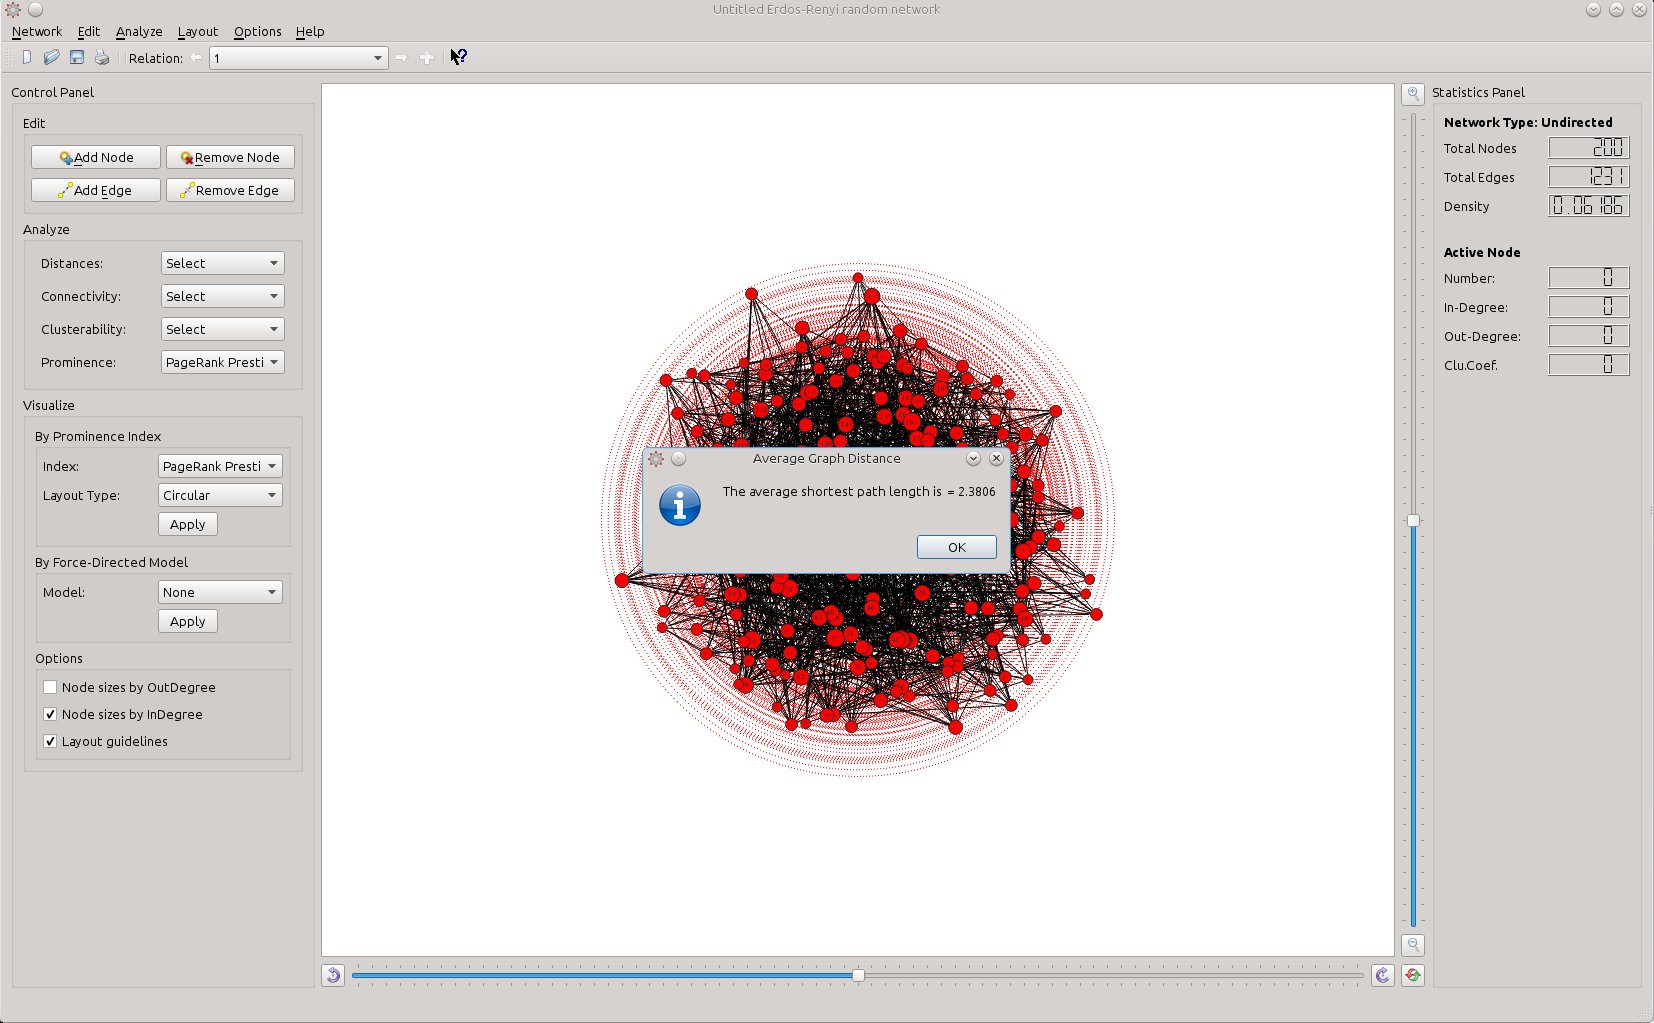 Untitled Erdos-Renyi random network
Network Edit Analyze Layout Options Help
Relation: 1
Control Panel
Edit
Add Node Remove Node
Add Edge Remove Edge
Analyze
Distances: Select
Connectivity: Select
Clusterability: Select
Prominence: PageRank Presti
Visualize
By Prominence Index
Index: PageRank Presti
Layout Type: Circular
Apply
By Force-Directed Model
Model: None
Apply
Options
Node sizes by OutDegree
Node sizes by InDegree
Layout guidelines
Average Graph Distance
The average shortest path length is = 2.3806
OK
Statistics Panel
Network Type: Undirected
Total Nodes 200
Total Edges 1231
Density 0.06186
Active Node
Number: 0
In-Degree: 0
Out-Degree: 0
Clu.Coef. 0